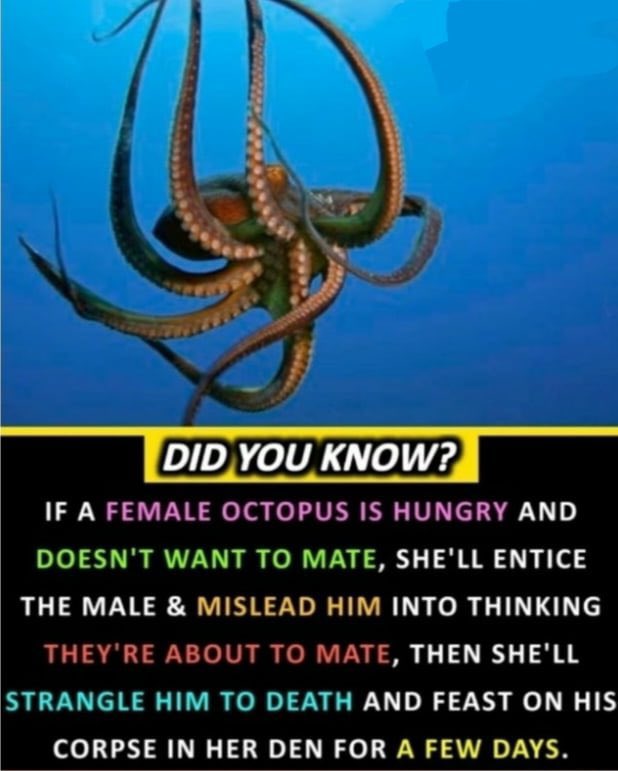 DID YOU KNOW?
IF A FEMALE OCTOPUS IS HUNGRY AND
DOESN'T WANT TO MATE, SHE'LL ENTICE
THE MALE & MISLEAD HIM INTO THINKING
THEY'RE ABOUT TO MATE, THEN SHE'LL
STRANGLE HIM TO DEATH AND FEAST ON HIS
CORPSE IN HER DEN FOR A FEW DAYS.